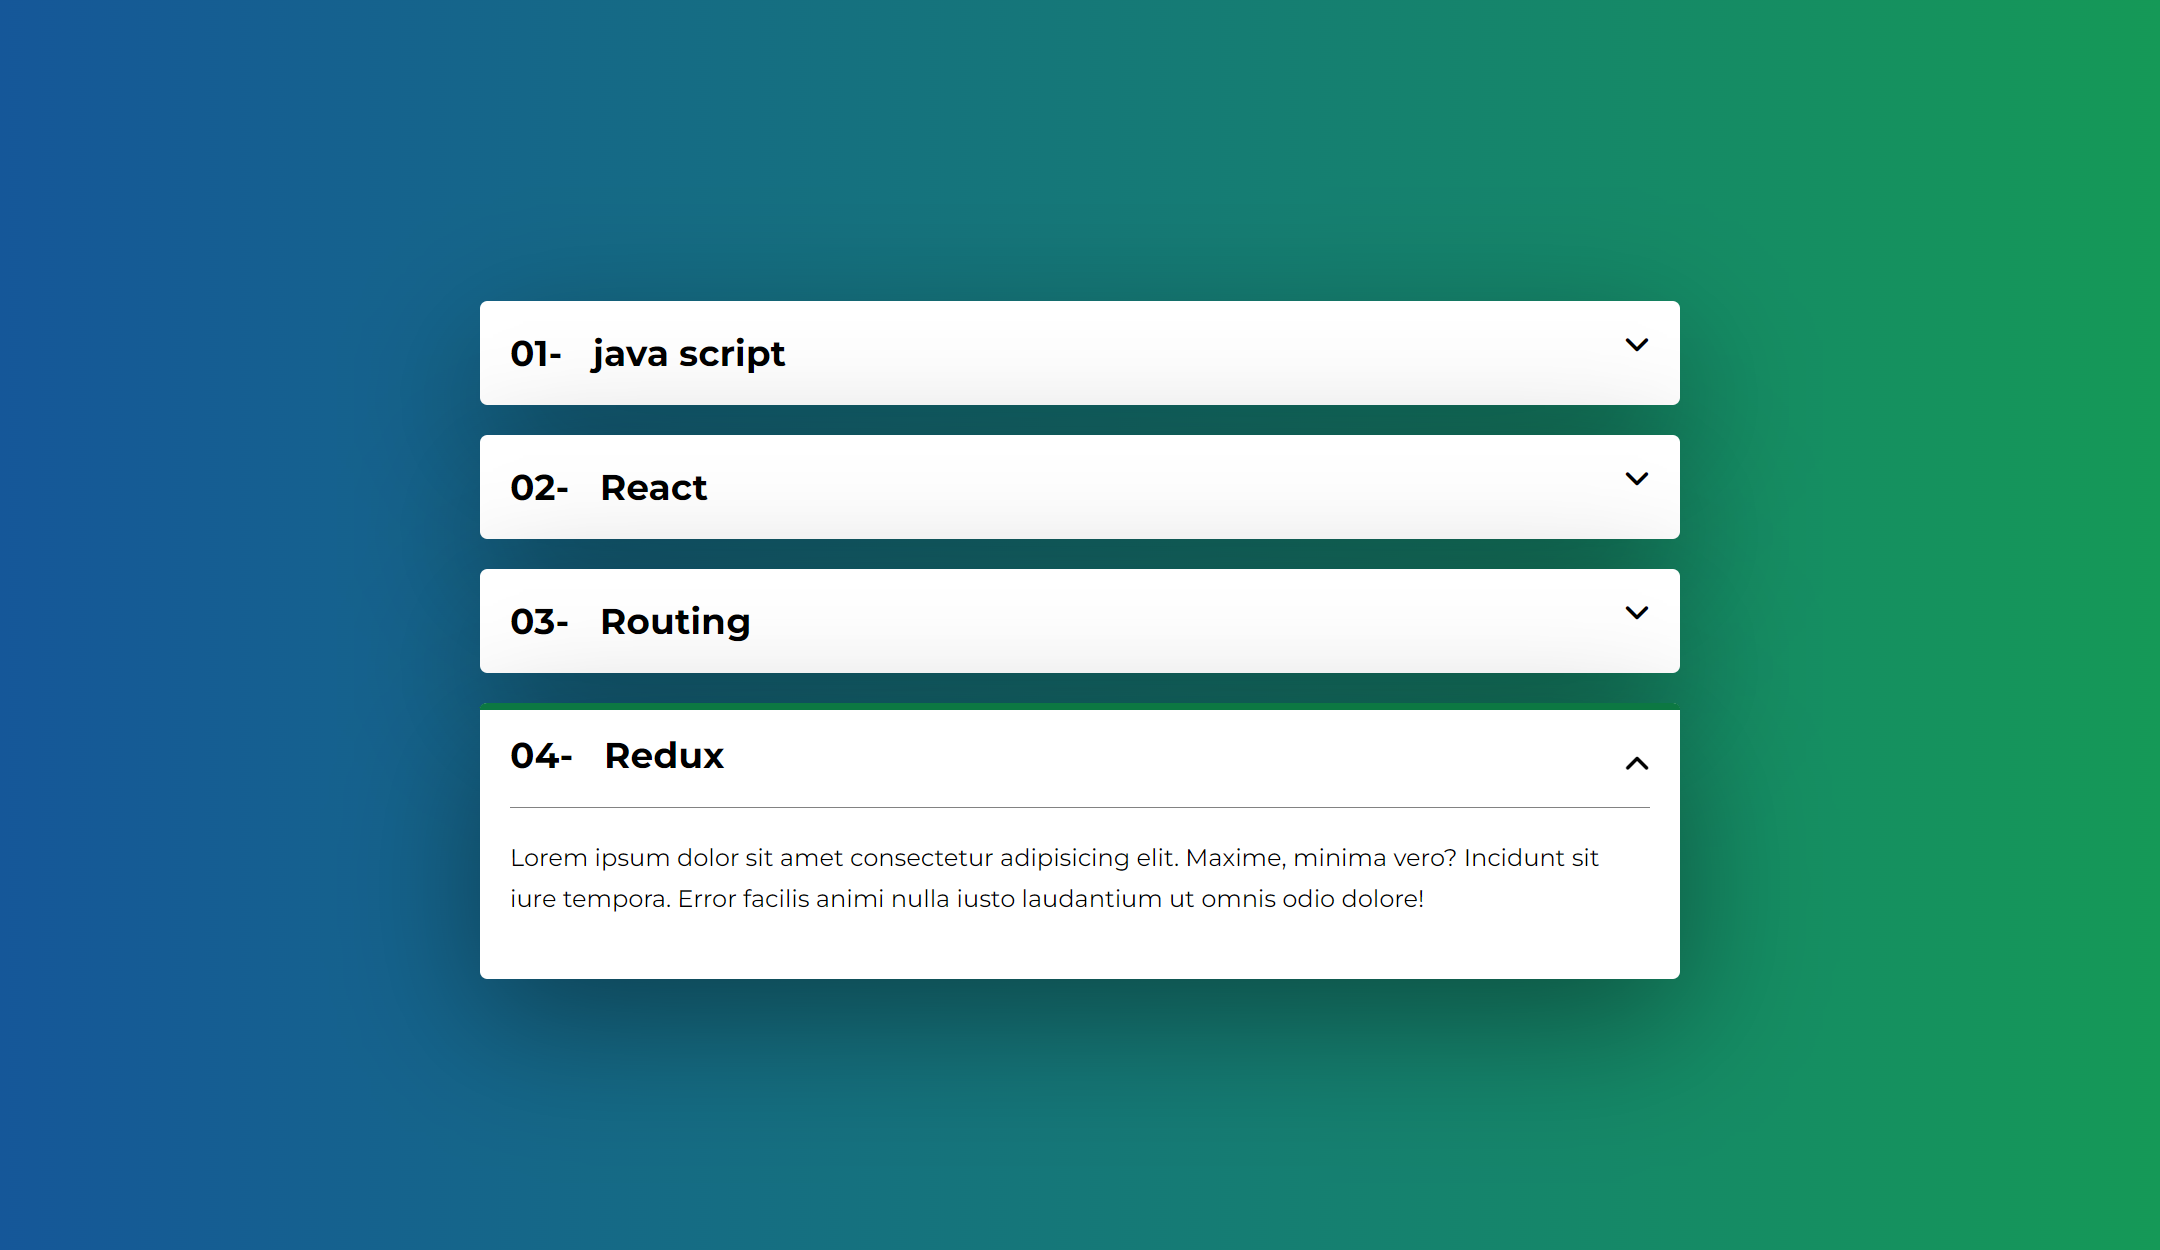 01- java script
02- React
03- Routing
04- Redux
Lorem ipsum dolor sit amet consectetur adipisicing elit. Maxime, minima vero? Incidunt sit
iure tempora. Error facilis animi nulla iusto laudantium ut omnis odio dolore!